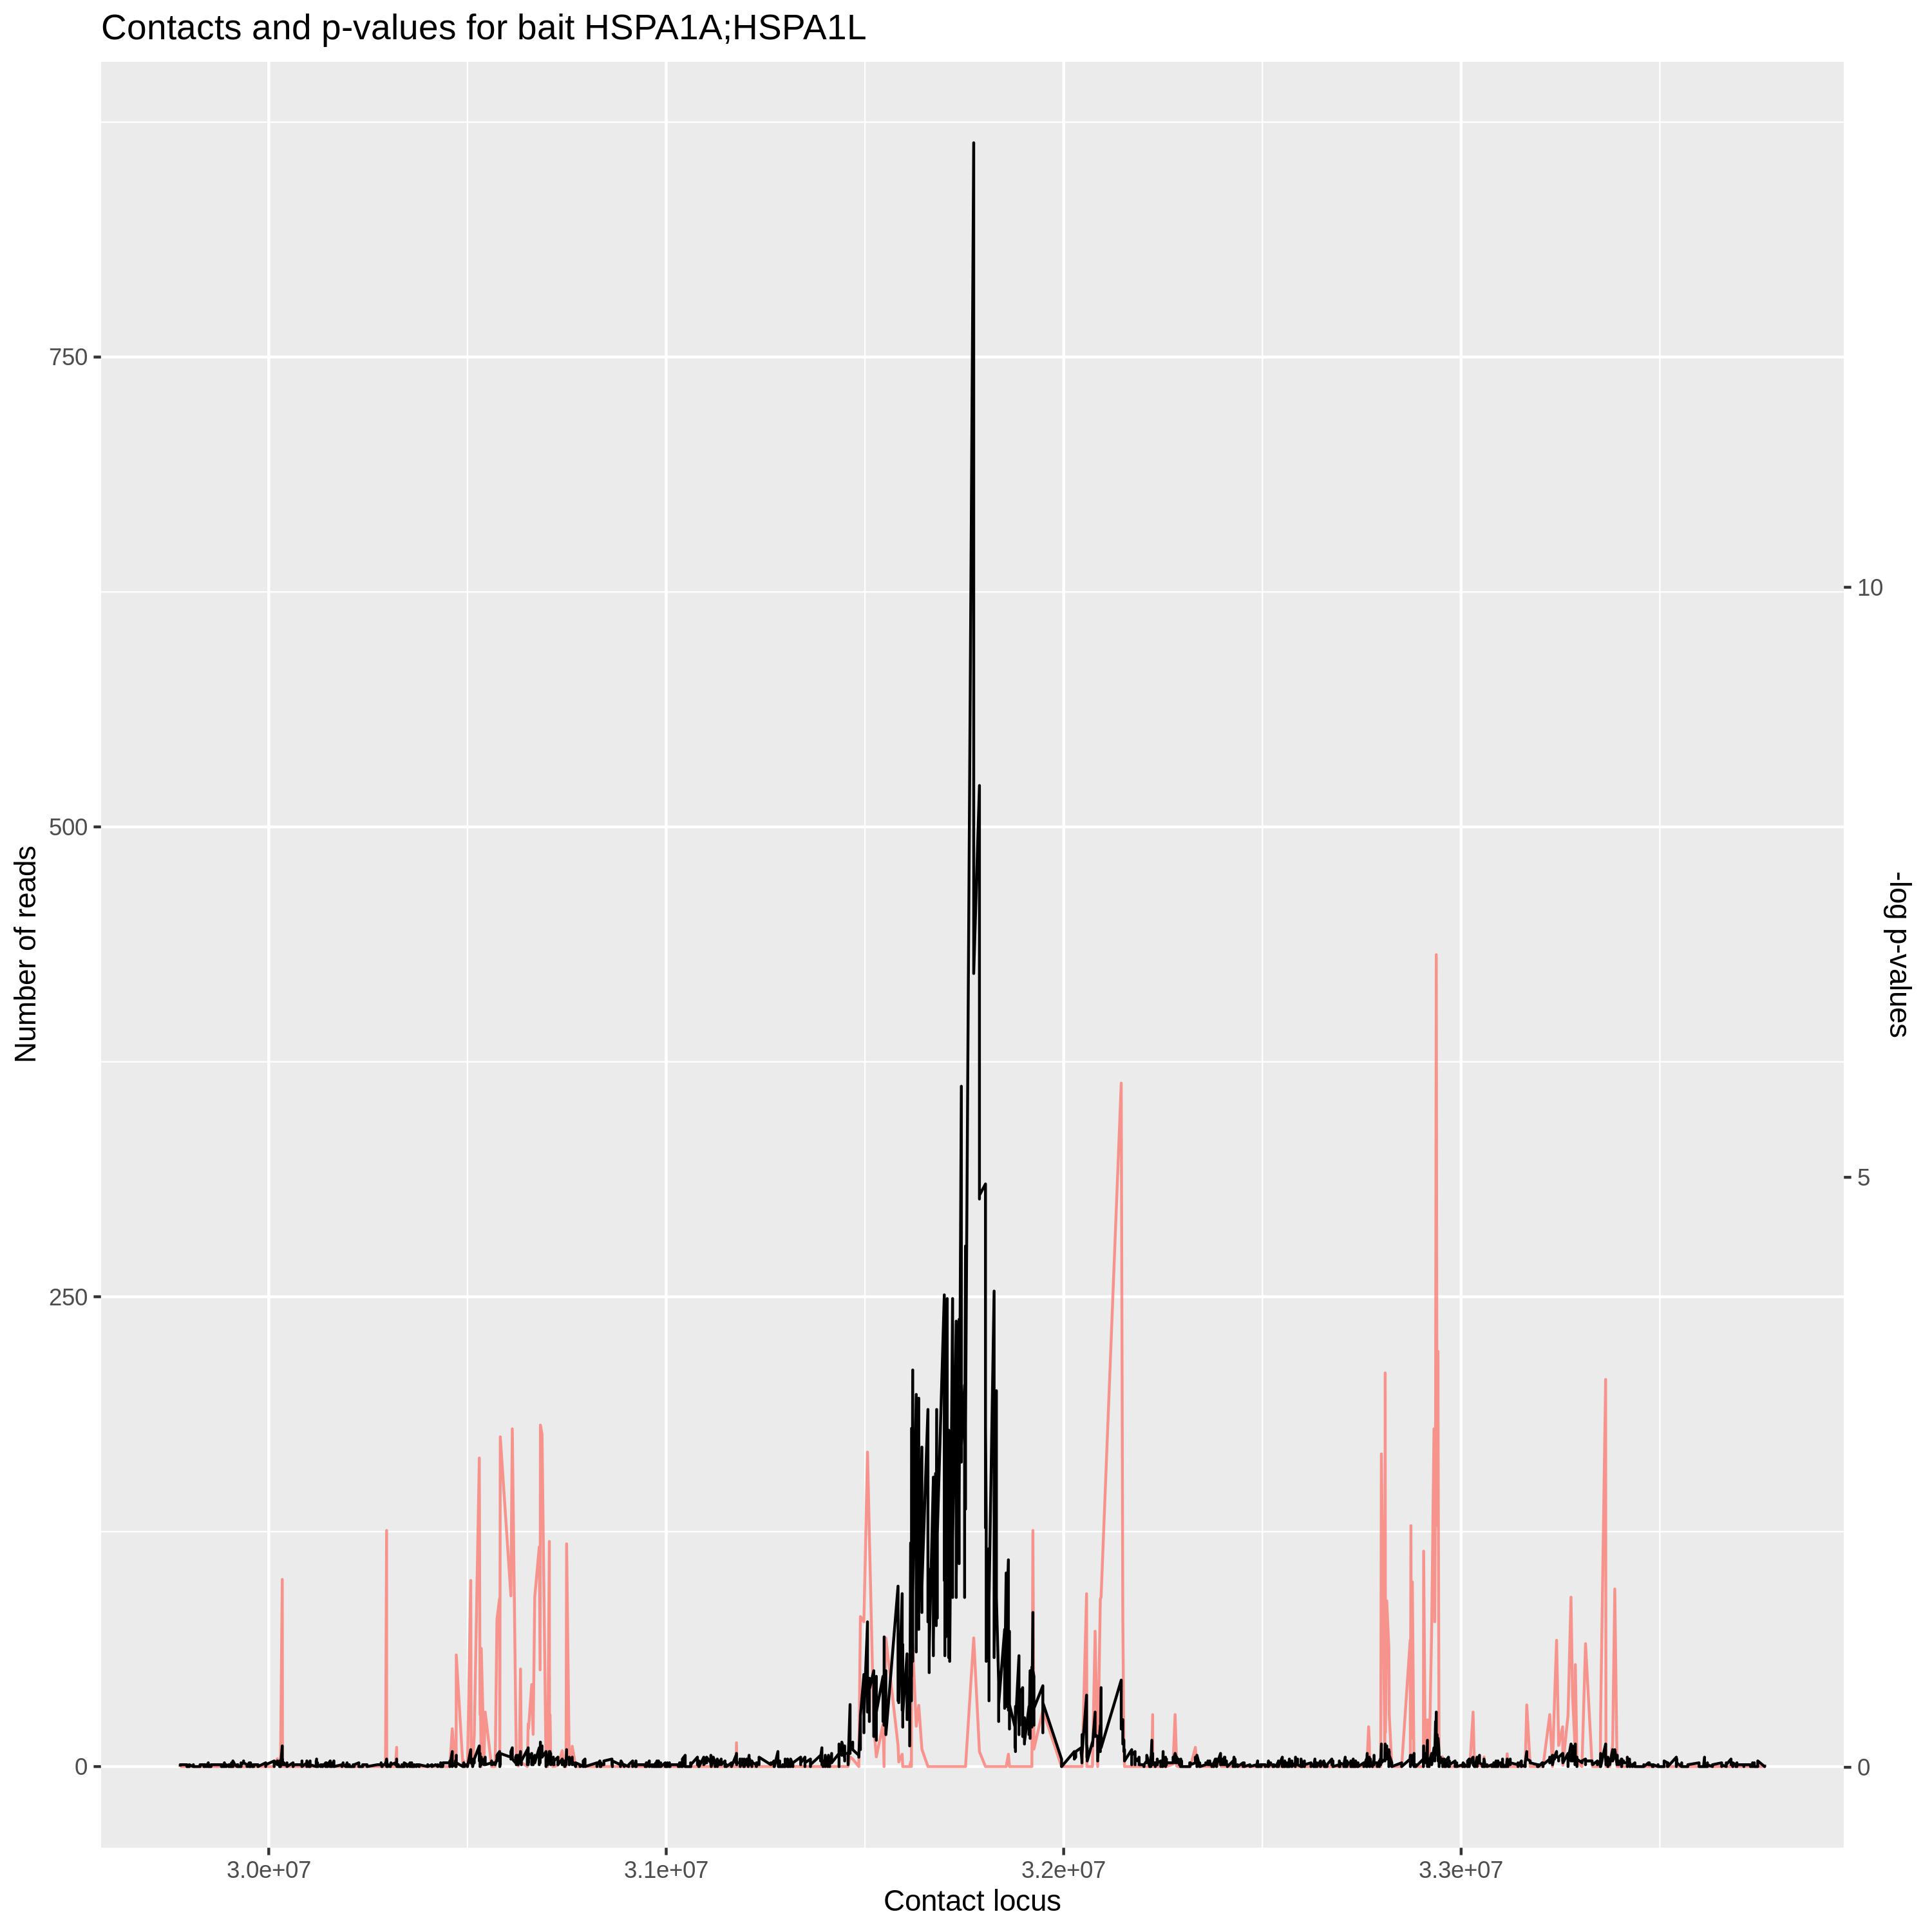 Contacts and p-values for bait HSPA1A;HSPA1L
750
500
250
0
Number of reads
10
5
0
-log p-values
3.0e+07
3.1e+07
3.2e+07
3.3e+07
Contact locus